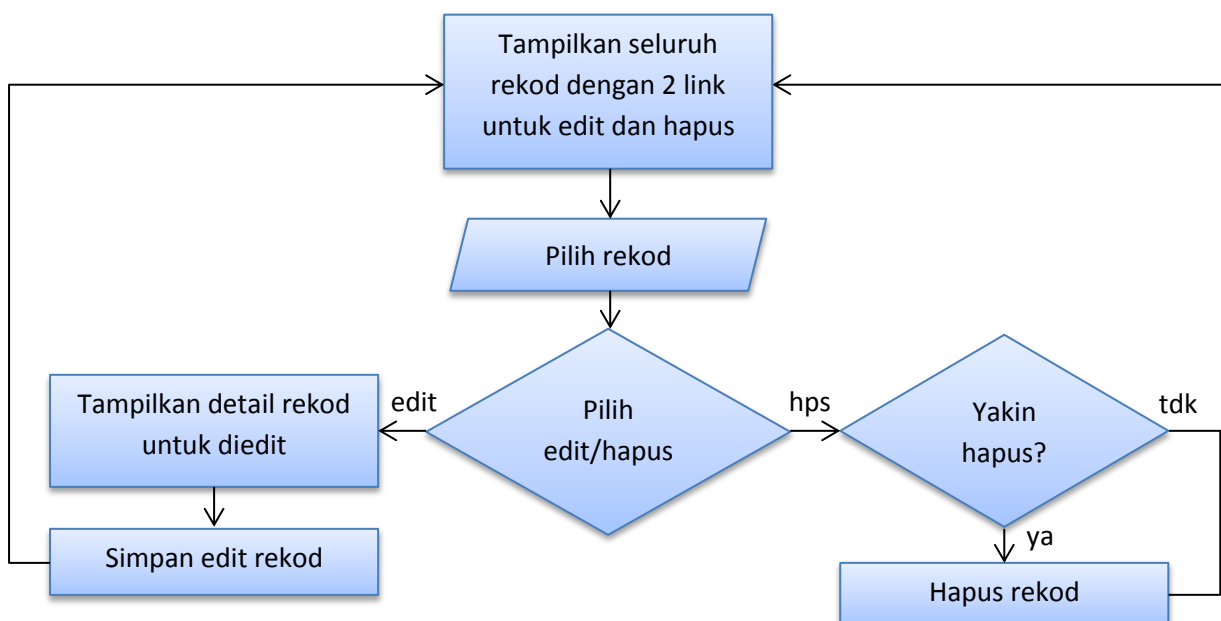 Tampilkan seluruh
rekod dengan 2 link
untuk edit dan hapus
Pilih rekod
Pilih
edit/hapus
edit
Tampilkan detail rekod
untuk diedit
Simpan edit rekod
hps
Yakin
hapus?
tdk
ya
Hapus rekod